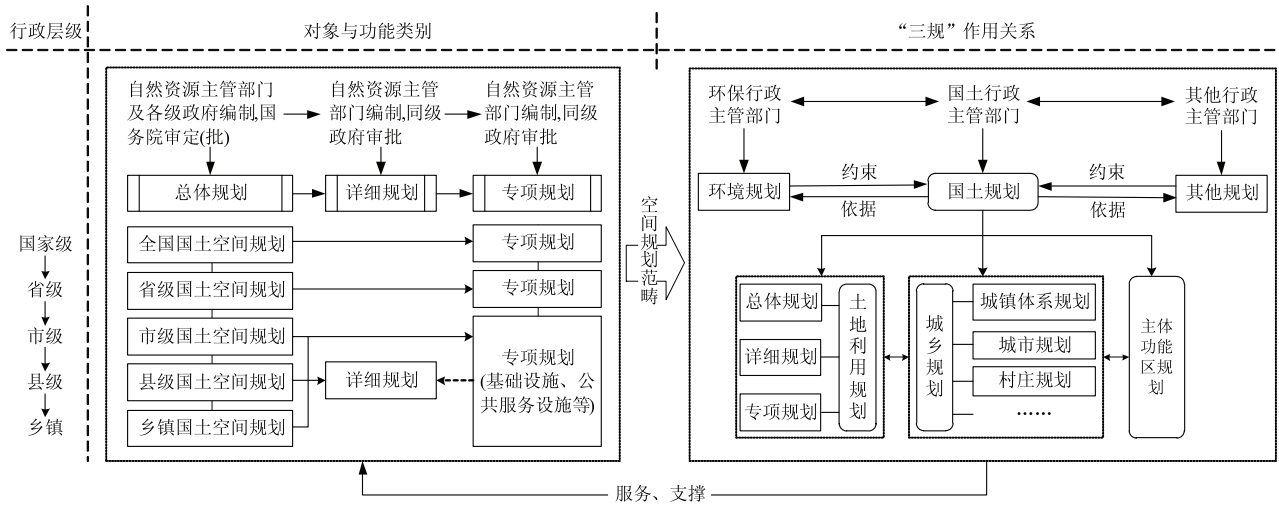 行政层级
对象与功能类别
“三规”作用关系
自然资源主管部门
及各级政府编制,国
务院审定(批)
自然资源主管
部门编制,同级
政府审批
自然资源主管
部门编制,同级
政府审批
总体规划
详细规划
专项规划
国家级
省级
市级
县级
乡镇
全国国土空间规划
专项规划
省级国土空间规划
专项规划
市级国土空间规划
县级国土空间规划
乡镇国土空间规划
详细规划
专项规划
(基础设施、公
共服务设施等)
空间规划范畴
环保行政
主管部门
国土行政
主管部门
其他行政
主管部门
环境规划
约束
依据
国土规划
约束
依据
其他规划
总体规划
详细规划
专项规划
土地利用规划
城乡规划
城镇体系规划
城市规划
村庄规划
……
主体
功能
区规
划
服务、支撑